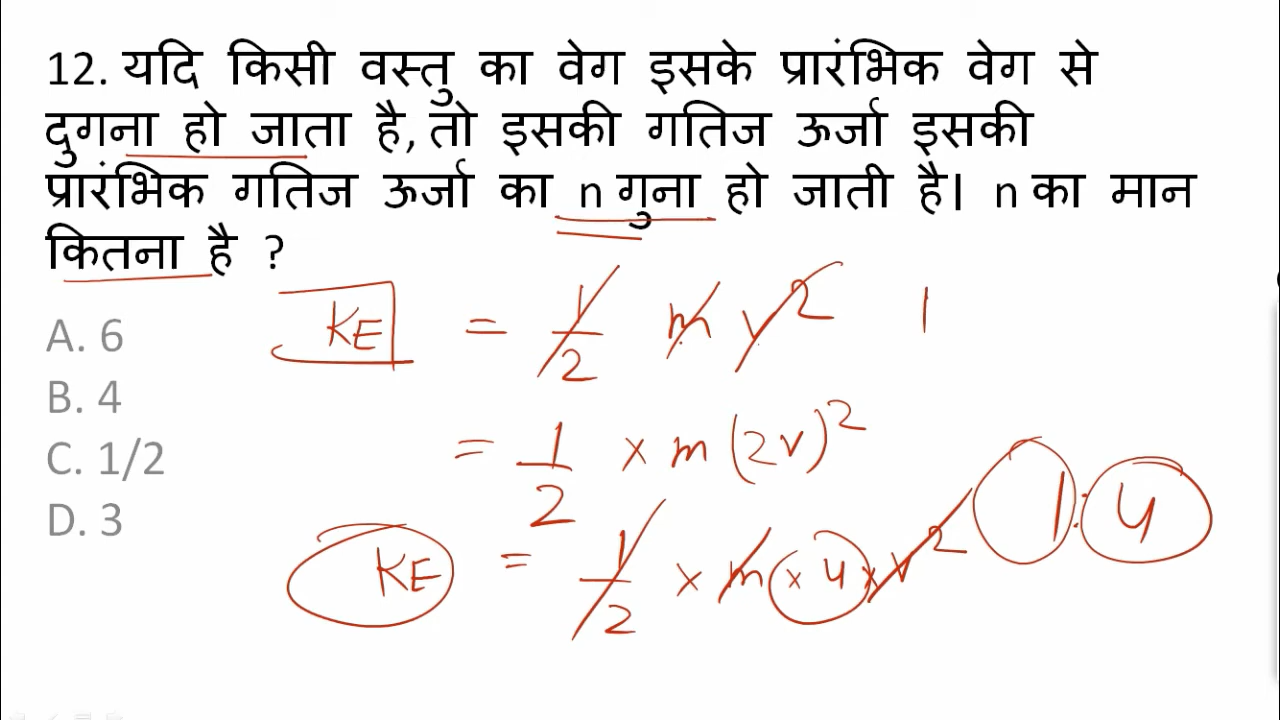 12. यदि किसी वस्तु का वेग इसके प्रारंभिक वेग से
दुगना हो जाता है, तो इसकी गतिज ऊर्जा इसकी
प्रारंभिक गतिज ऊर्जा का n गुना हो जाती है। n का मान
कितना है ?
KE = 1/2 m v² 1
A. 6
B. 4
= 1/2 × m (2v)²
C. 1/2
1:4
D. 3
KE = 1/2 × m × 4 × v²